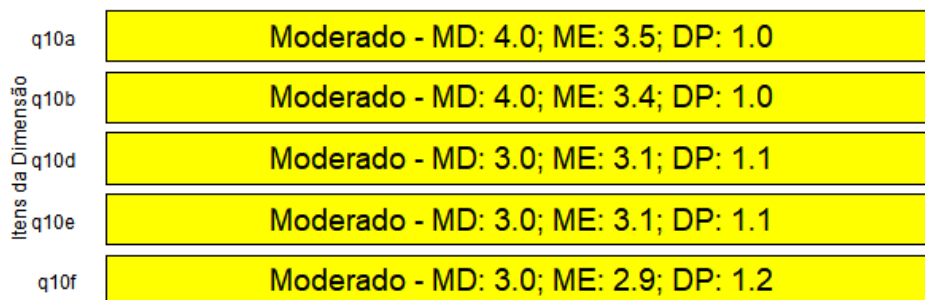 Itens da Dimensão
q10a Moderado - MD: 4.0; ME: 3.5; DP: 1.0
q10b Moderado - MD: 4.0; ME: 3.4; DP: 1.0
q10d Moderado - MD: 3.0; ME: 3.1; DP: 1.1
q10e Moderado - MD: 3.0; ME: 3.1; DP: 1.1
q10f Moderado - MD: 3.0; ME: 2.9; DP: 1.2